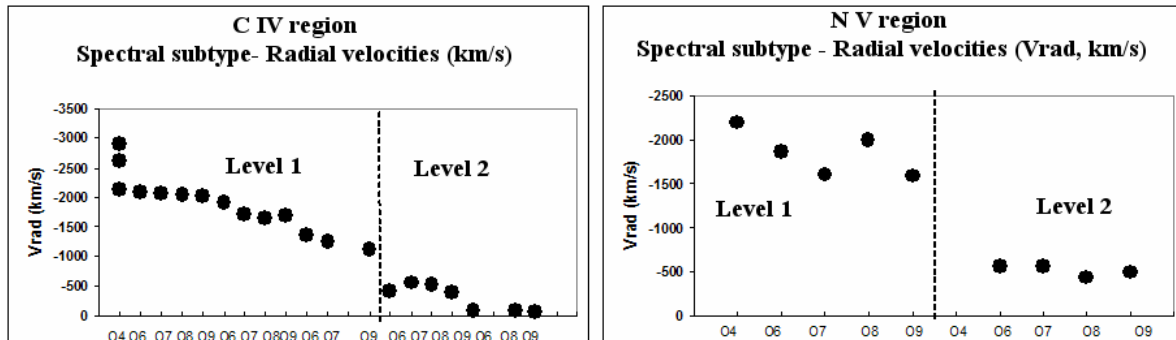 C IV region
Spectral subtype- Radial velocities (km/s)
-3500
-3000
-2500
-2000
-1500
-1000
-500
0
Vrad (km/s)
Level 1
Level 2
O4 O6 O7 O8 O9 O6 O7 O8O9 O6 O7 O9 O6 O7 O8 O9 O6 O8 O9
N V region
Spectral subtype - Radial velocities (Vrad, km/s)
-2500
-2000
-1500
-1000
-500
0
Vrad (km/s)
Level 1
Level 2
O4 O6 O7 O8 O9 O4 O6 O7 O8 O9